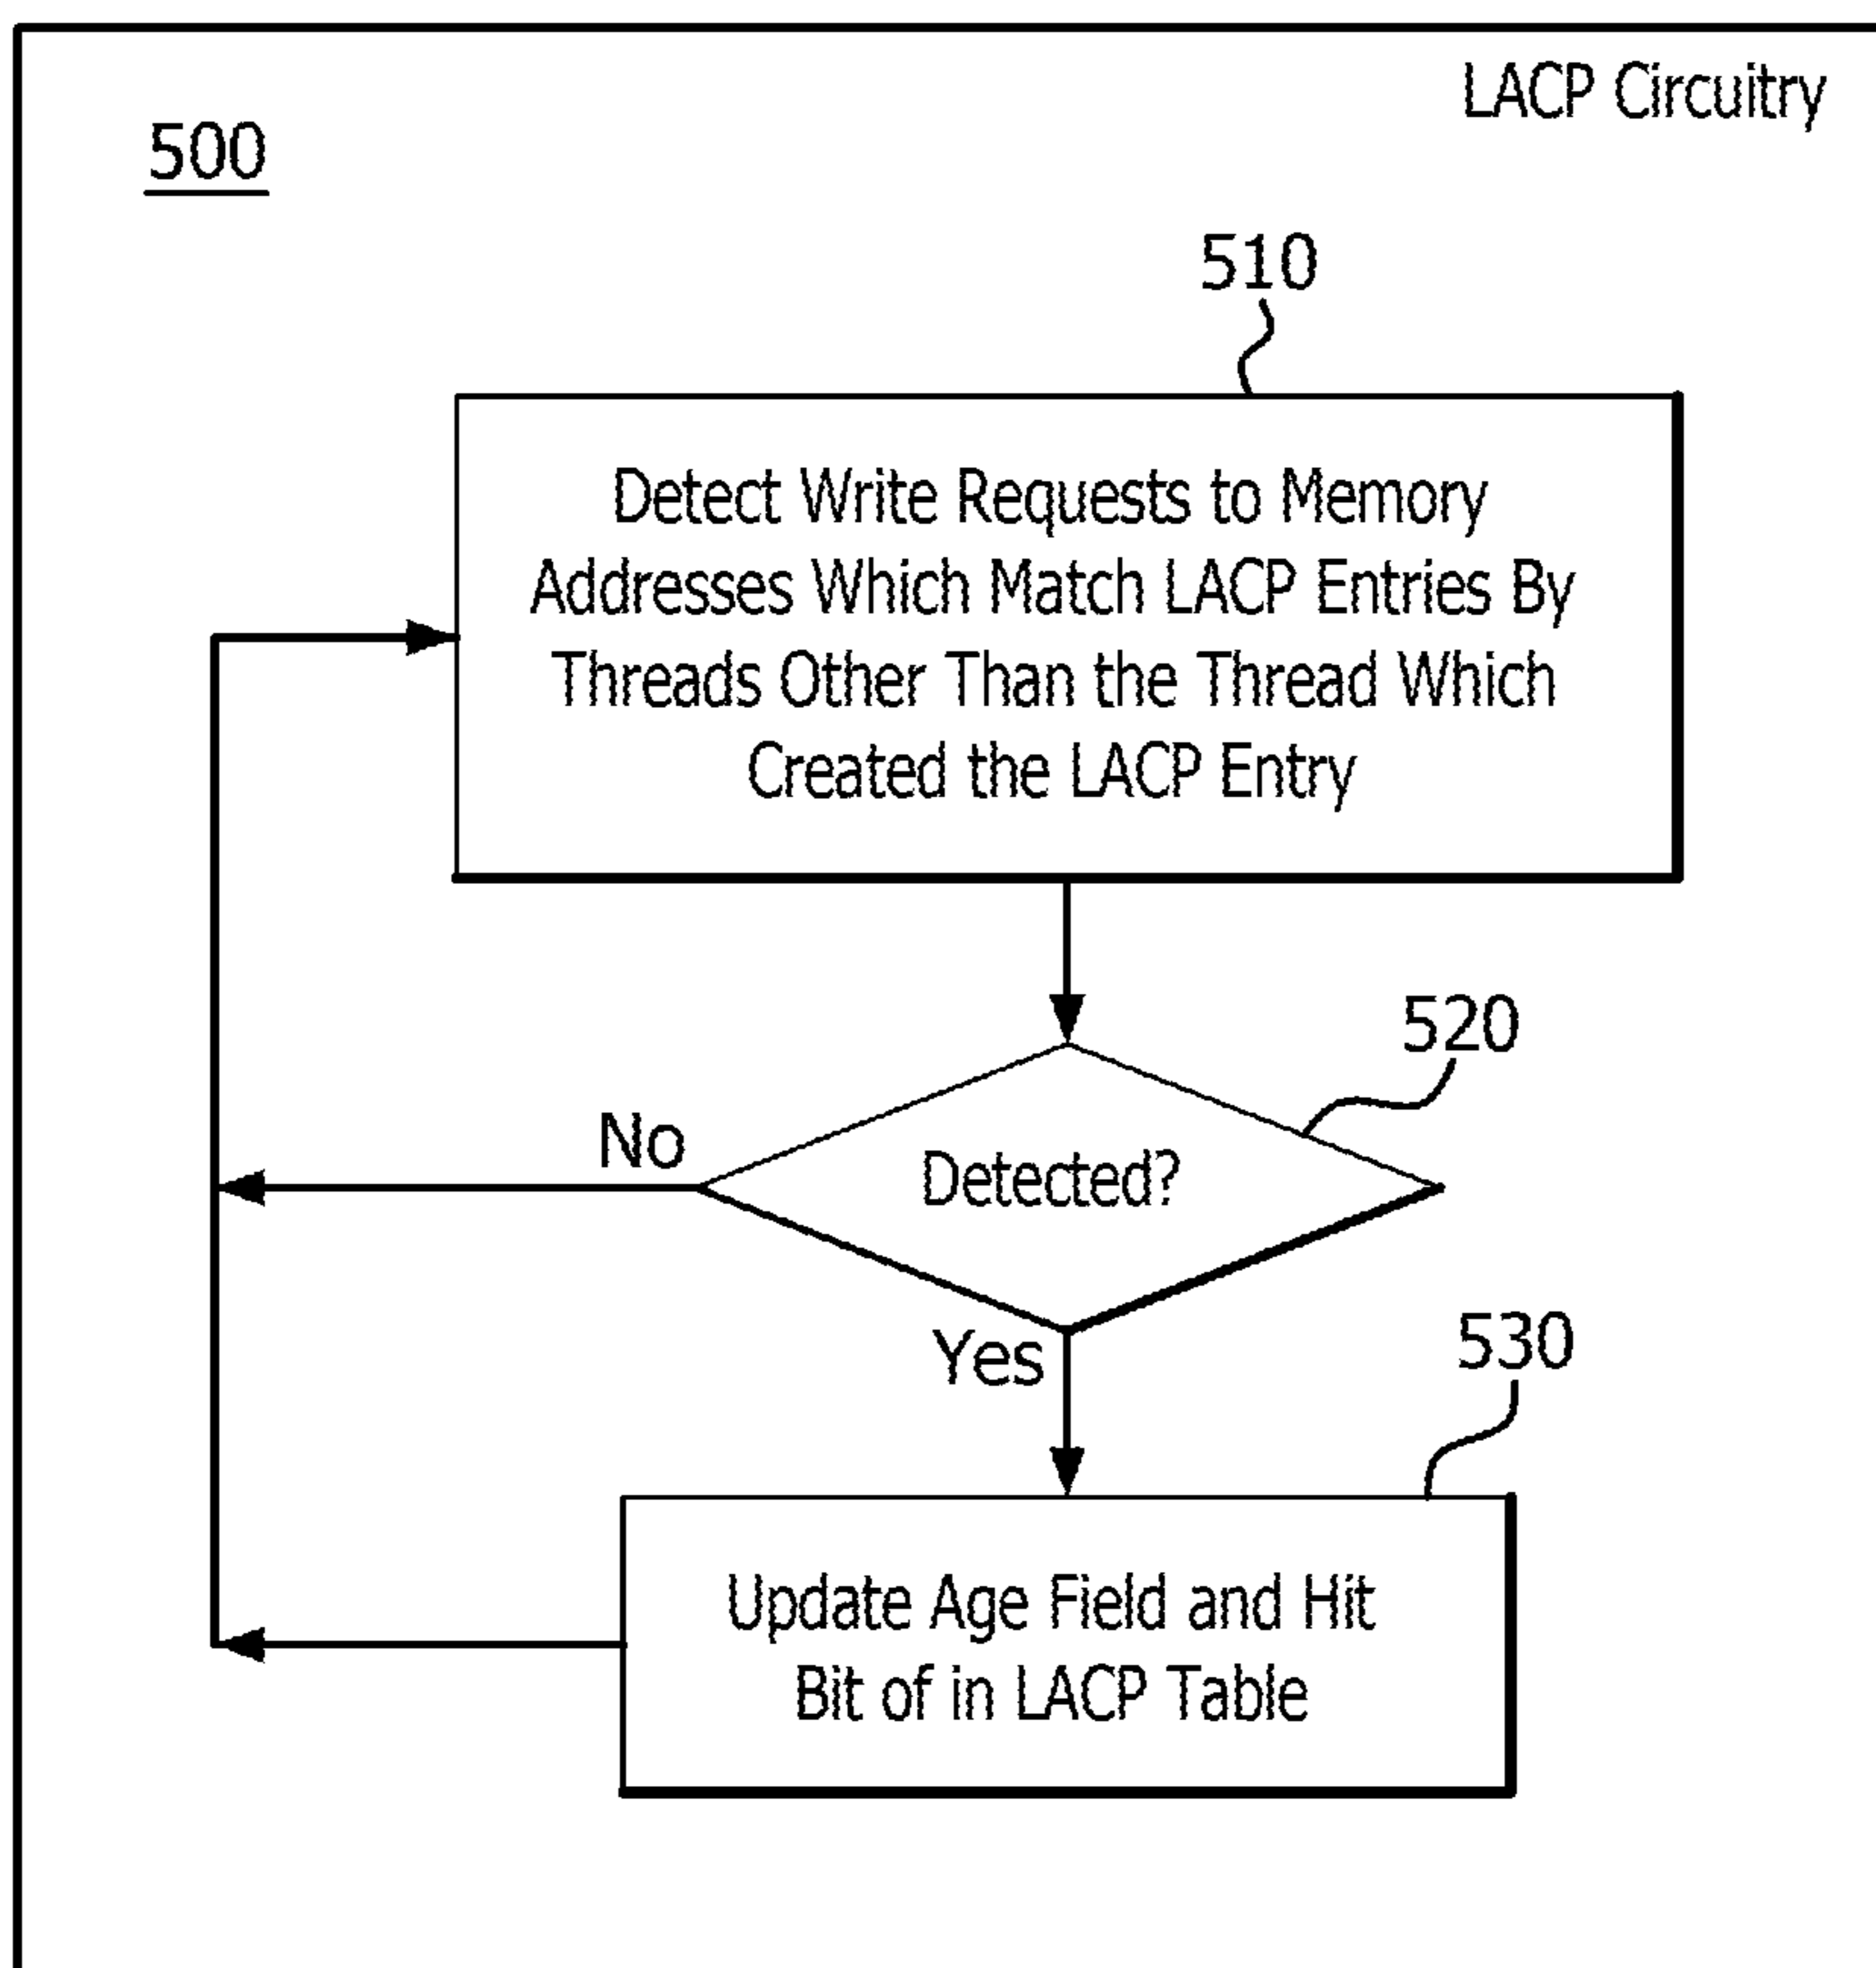 LACP Circuitry
500
510
Detect Write Requests to Memory
Addresses Which Match LACP Entries By
Threads Other Than the Thread Which
Created the LACP Entry
520
No
Detected?
Yes
530
Update Age Field and Hit
Bit of in LACP Table